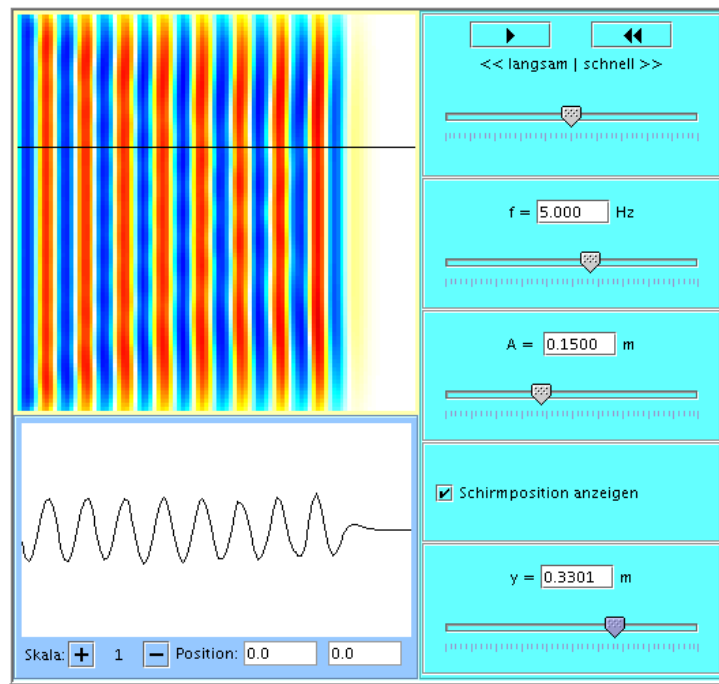 << langsam | schnell >>
f = 5.000 Hz
A = 0.1500 m
Schirmposition anzeigen
y = 0.3301 m
Skala: + 1 − Position: 0.0 0.0